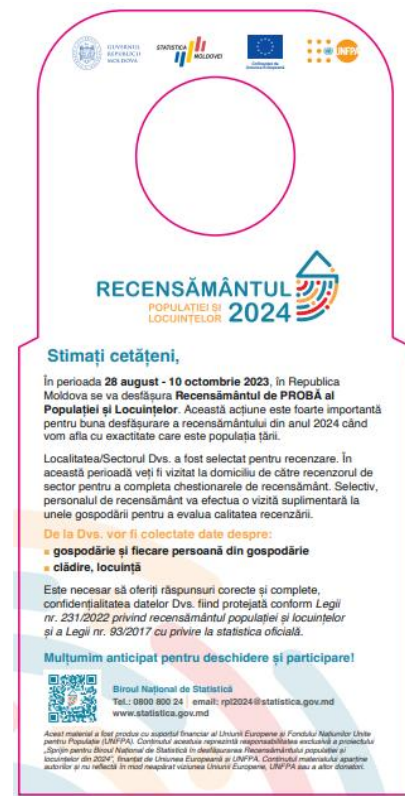 GUVERNUL
REPUBLICII
MOLDOVA
STATISTICA
MOLDOVEI
Cofinanțat de
Uniunea Europeană
UNFPA
RECENSĂMÂNTUL
POPULAȚIEI ȘI
LOCUINȚELOR 2024
Stimați cetățeni,
În perioada 28 august - 10 octombrie 2023, în Republica
Moldova se va desfășura Recensământul de PROBĂ al
Populației și Locuințelor. Această acțiune este foarte importantă
pentru buna desfășurare a recensământului din anul 2024 când
vom afla cu exactitate care este populația țării.
Localitatea/Sectorul Dvs. a fost selectat pentru recenzare. În
această perioadă veți fi vizitat la domiciliu de către recenzorul de
sector pentru a completa chestionarele de recensământ. Selectiv,
personalul de recensământ va efectua o vizită suplimentară la
unele gospodării pentru a evalua calitatea recenzării.
De la Dvs. vor fi colectate date despre:
gospodărie și fiecare persoană din gospodărie
clădire, locuință
Este necesar să oferiți răspunsuri corecte și complete,
confidențialitatea datelor Dvs. fiind protejată conform Legii
nr. 231/2022 privind recensământul populației și locuințelor
și a Legii nr. 93/2017 cu privire la statistica oficială.
Mulțumim anticipat pentru deschidere și participare!
Biroul Național de Statistică
Tel.: 0800 800 24 | email: rpl2024@statistica.gov.md
www.statistica.gov.md
Acest material a fost produs cu suportul financiar al Uniunii Europene și Fondului Națiunilor Unite
pentru Populație (UNFPA). Conținutul acestuia reprezintă responsabilitatea exclusivă a proiectului
„Sprijin pentru Biroul Național de Statistică în desfășurarea Recensământului populației și
locuințelor din 2024”, finanțat de Uniunea Europeană și UNFPA. Conținutul materialului aparține
autorilor și nu reflectă în mod neapărat viziunea Uniunii Europene, UNFPA sau a altor donatori.